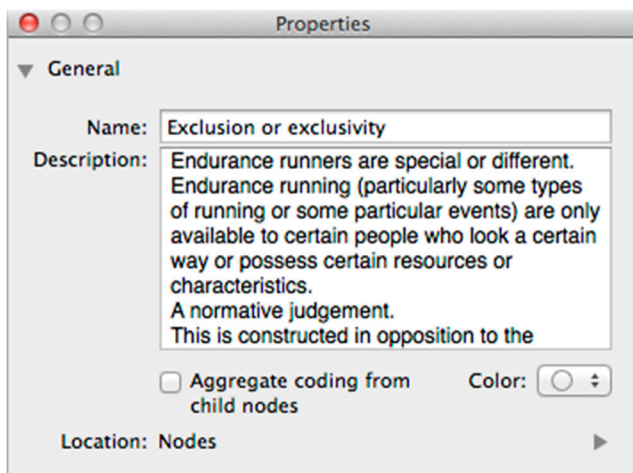 Properties
General
Name: Exclusion or exclusivity
Description: Endurance runners are special or different.
Endurance running (particularly some types
of running or some particular events) are only
available to certain people who look a certain
way or possess certain resources or
characteristics.
A normative judgement.
This is constructed in opposition to the
Aggregate coding from Color:
child nodes
Location: Nodes